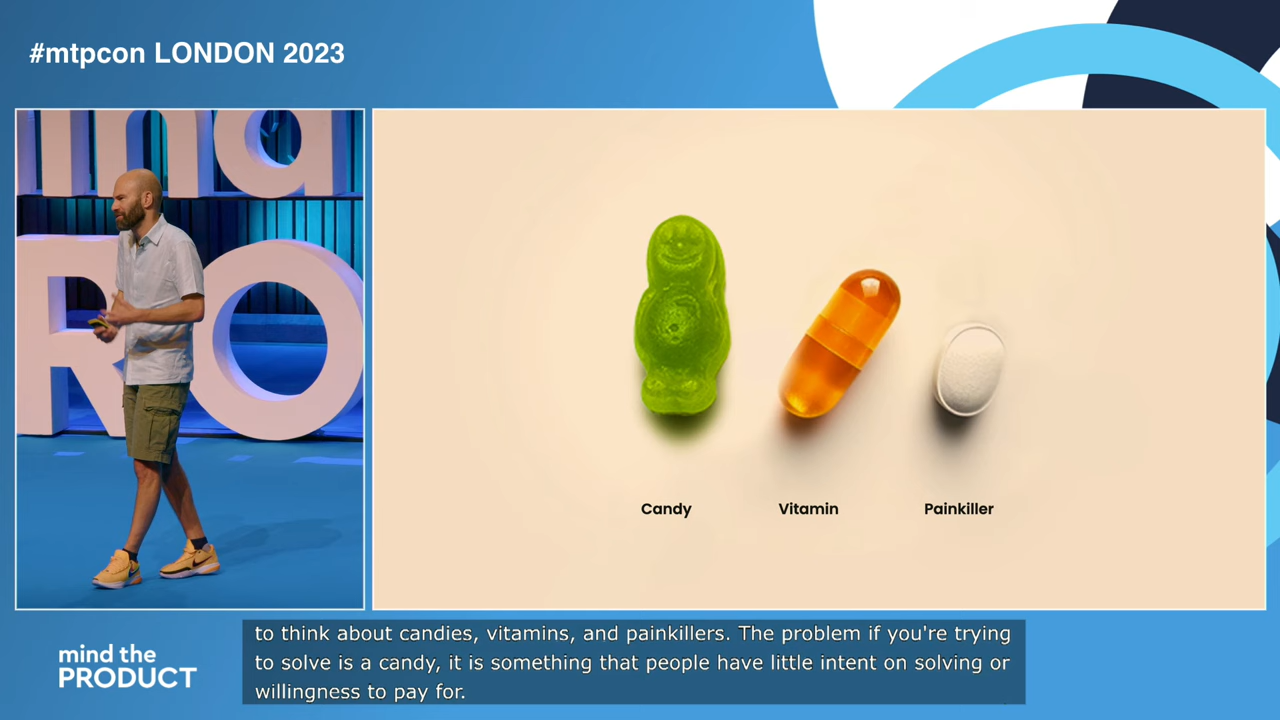 #mtpcon LONDON 2023
Candy
Vitamin
Painkiller
mind the
PRODUCT
to think about candies, vitamins, and painkillers. The problem if you're trying
to solve is a candy, it is something that people have little intent on solving or
willingness to pay for.